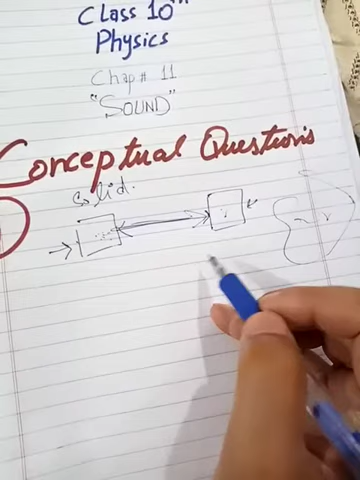 Class 10th
Physics
Chap # 11
"SOUND"
Conceptual Questions
Solid.